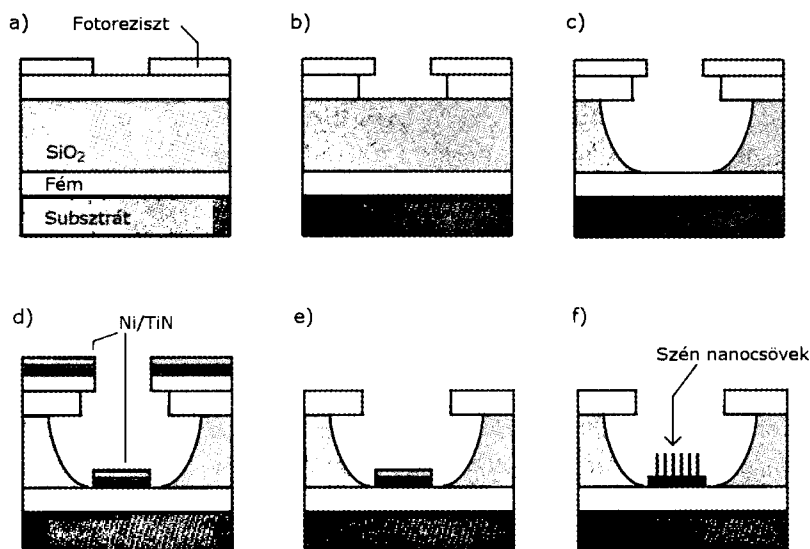 a)
Fotoreziszt
b)
c)
SiO₂
Fém
Subsztrát
d)
Ni/TiN
e)
f)
Szén nanocsövek